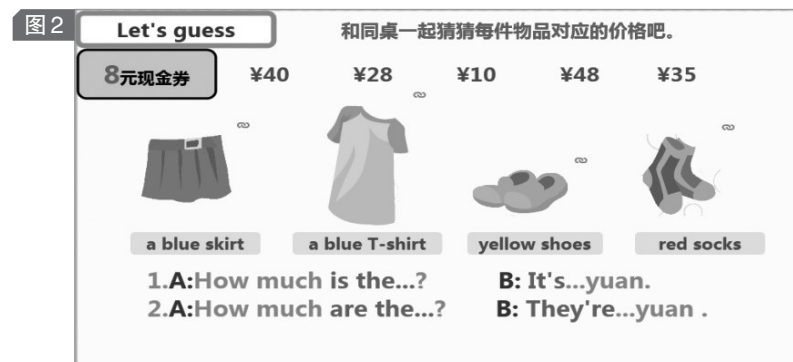 图2
Let's guess 和同桌一起猜猜每件物品对应的价格吧。
8元现金券 ¥40 ¥28 ¥10 ¥48 ¥35
a blue skirt a blue T-shirt yellow shoes red socks
1.A:How much is the...? B: It's...yuan.
2.A:How much are the...? B: They're...yuan .